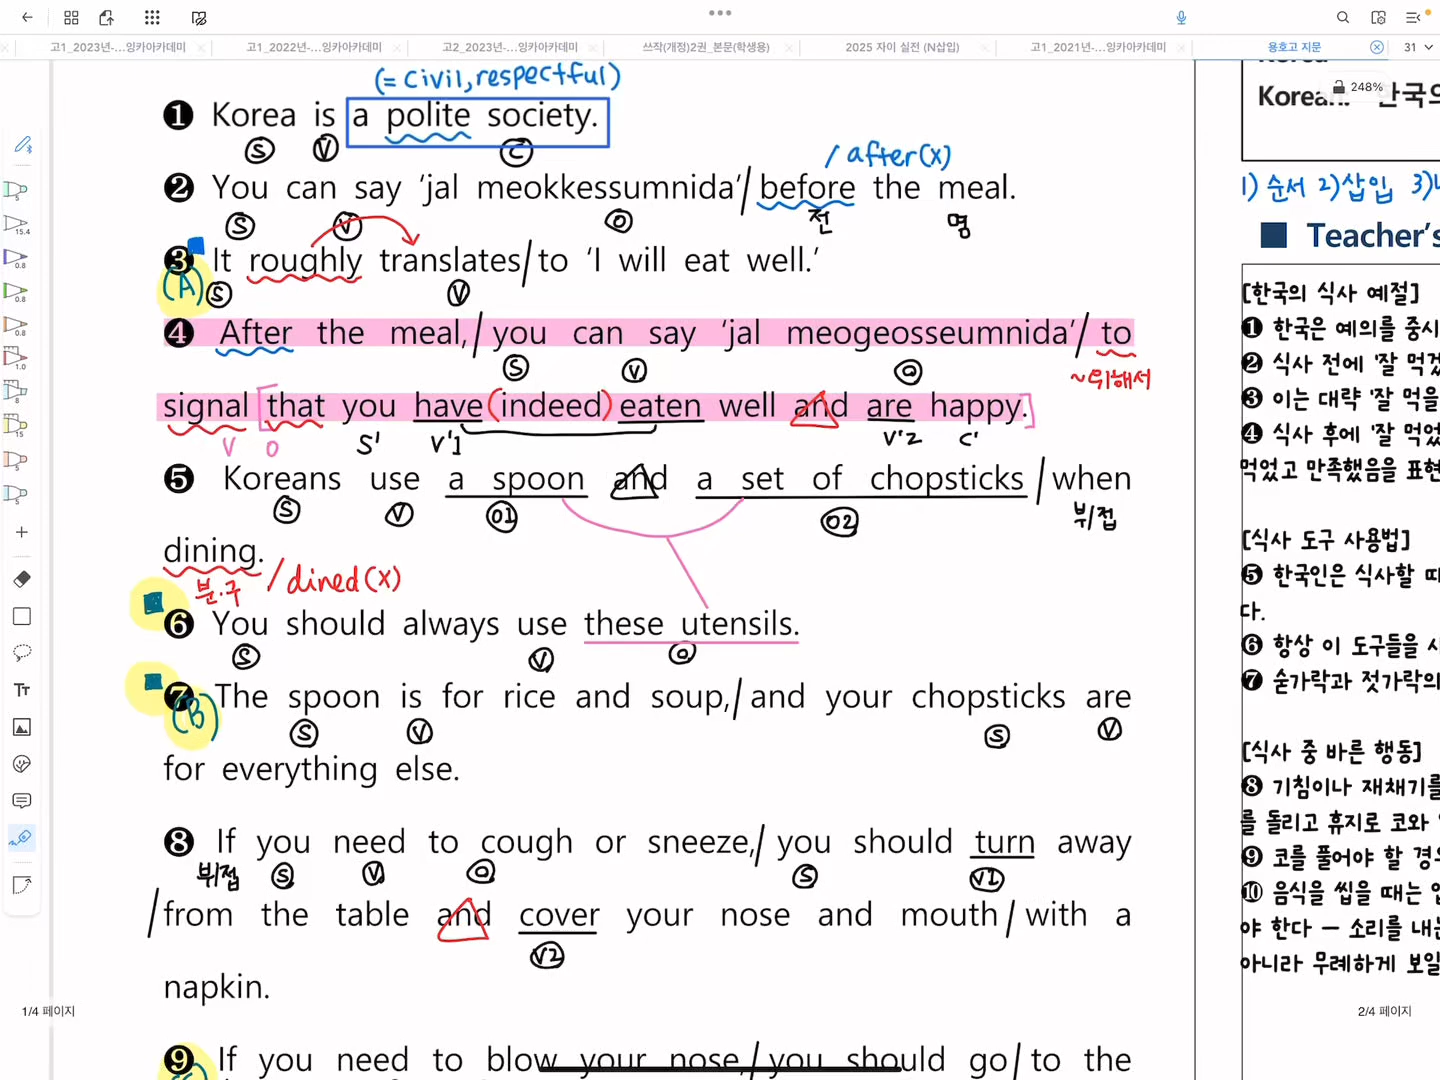 고1_2023년-...잉카아카데미
고1_2022년-...잉카아카데미
고2_2023년-...잉카아카데미
쓰작(개정)2권_본문(학생용)
2025 자이 실전 (N삽입)
고1_2021년-...잉카아카데미
용호고 지문
31
248%
(= civil, respectful)
❶ Korea is a polite society.
S V C
/ after(x)
❷ You can say ‘jal meokkessumnida’/ before the meal.
S V O 전 명
❸ It roughly translates/ to ‘I will eat well.’
(A) S V
❹ After the meal,/ you can say ‘jal meogeosseumnida’/ to
S V O ~위해서
signal [that you have (indeed) eaten well and are happy.]
V O S' V'1 V'2 C'
❺ Koreans use a spoon and a set of chopsticks / when
S V O1 O2 부/접
dining.
분.구 / dined(x)
❻ You should always use these utensils.
S V O
❼ The spoon is for rice and soup,/ and your chopsticks are
(B) S V S V
for everything else.
❽ If you need to cough or sneeze,/ you should turn away
부/접 S V O S V1
/from the table and cover your nose and mouth/ with a
V2
napkin.
❾ If you need to blow your nose,/ you should go/ to the
1/4 페이지
Korean
한국의
1) 순서 2)삽입 3)
■ Teacher’s
[한국의 식사 예절]
❶ 한국은 예의를 중시
❷ 식사 전에 '잘 먹겠
❸ 이는 대략 '잘 먹을
❹ 식사 후에 '잘 먹었
먹었고 만족했음을 표현
[식사 도구 사용법]
❺ 한국인은 식사할 때
다.
❻ 항상 이 도구들을 사
❼ 숟가락과 젓가락의
[식사 중 바른 행동]
❽ 기침이나 재채기를
를 돌리고 휴지로 코와
❾ 코를 풀어야 할 경우
❿ 음식을 씹을 때는 입
야 한다 — 소리를 내는
아니라 무례하게 보일
2/4 페이지